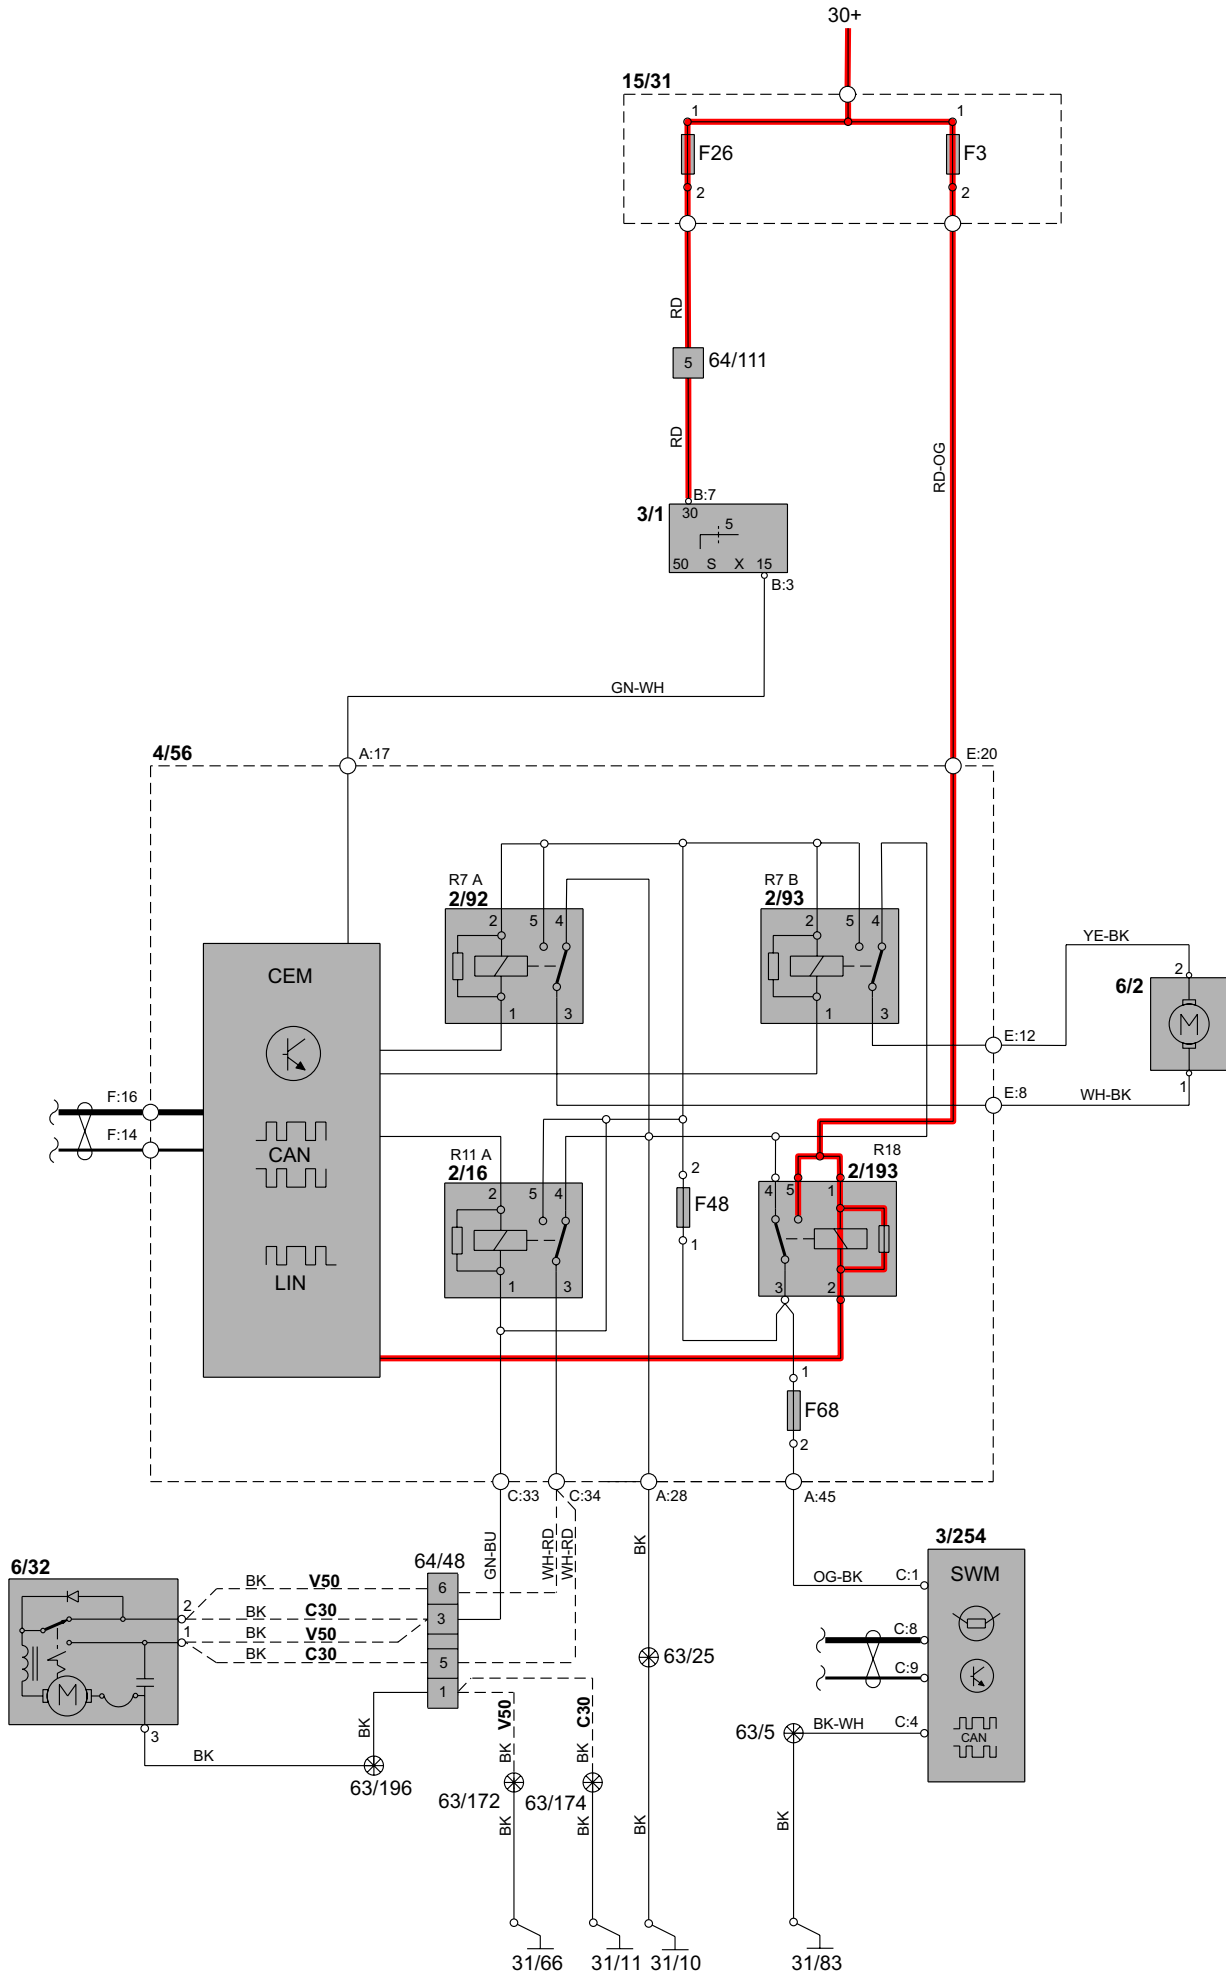 30+
15/31
1
1
F26
F3
2
2
RD
5
64/111
RD
RD-OG
B:7
3/1
30
5
50 S X 15
B:3
GN-WH
4/56
A:17
E:20
R7 A
2/92
R7 B
2/93
2 5 4
2 5 4
1 3
1 3
YE-BK
2
6/2
M
1
E:12
E:8
WH-BK
CEM
F:16
F:14
CAN
LIN
R11 A
2/16
2 5 4
1 3
2
F48
1
R18
2/193
4 5 1
3 2
1
F68
2
C:33
C:34
A:28
A:45
GN-BU
WH-RD
WH-RD
BK
6/32
M
2
1
3
BK V50
BK C30
BK V50
BK C30
64/48
6
3
5
1
BK
BK
63/196
V50
BK
C30
BK
63/172
63/174
BK
BK
63/25
BK
3/254
SWM
OG-BK
C:1
C:8
C:9
63/5
BK-WH
C:4
CAN
BK
31/66
31/11
31/10
31/83